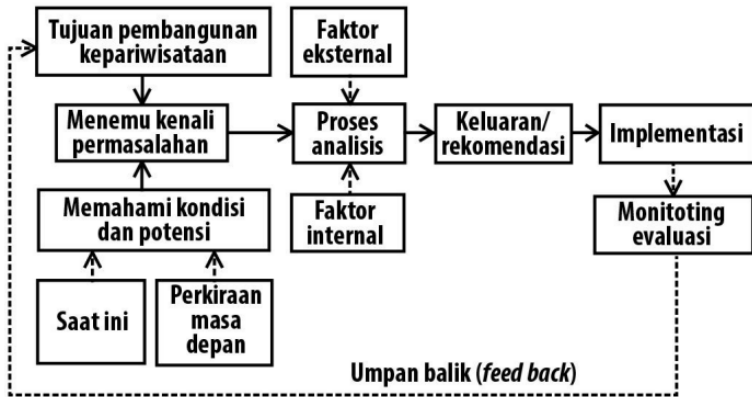 Tujuan pembangunan
kepariwisataan
Faktor
eksternal
Menemu kenali
permasalahan
Proses
analisis
Keluaran/
rekomendasi
Implementasi
Memahami kondisi
dan potensi
Faktor
internal
Monitoting
evaluasi
Saat ini
Perkiraan
masa
depan
Umpan balik (feed back)